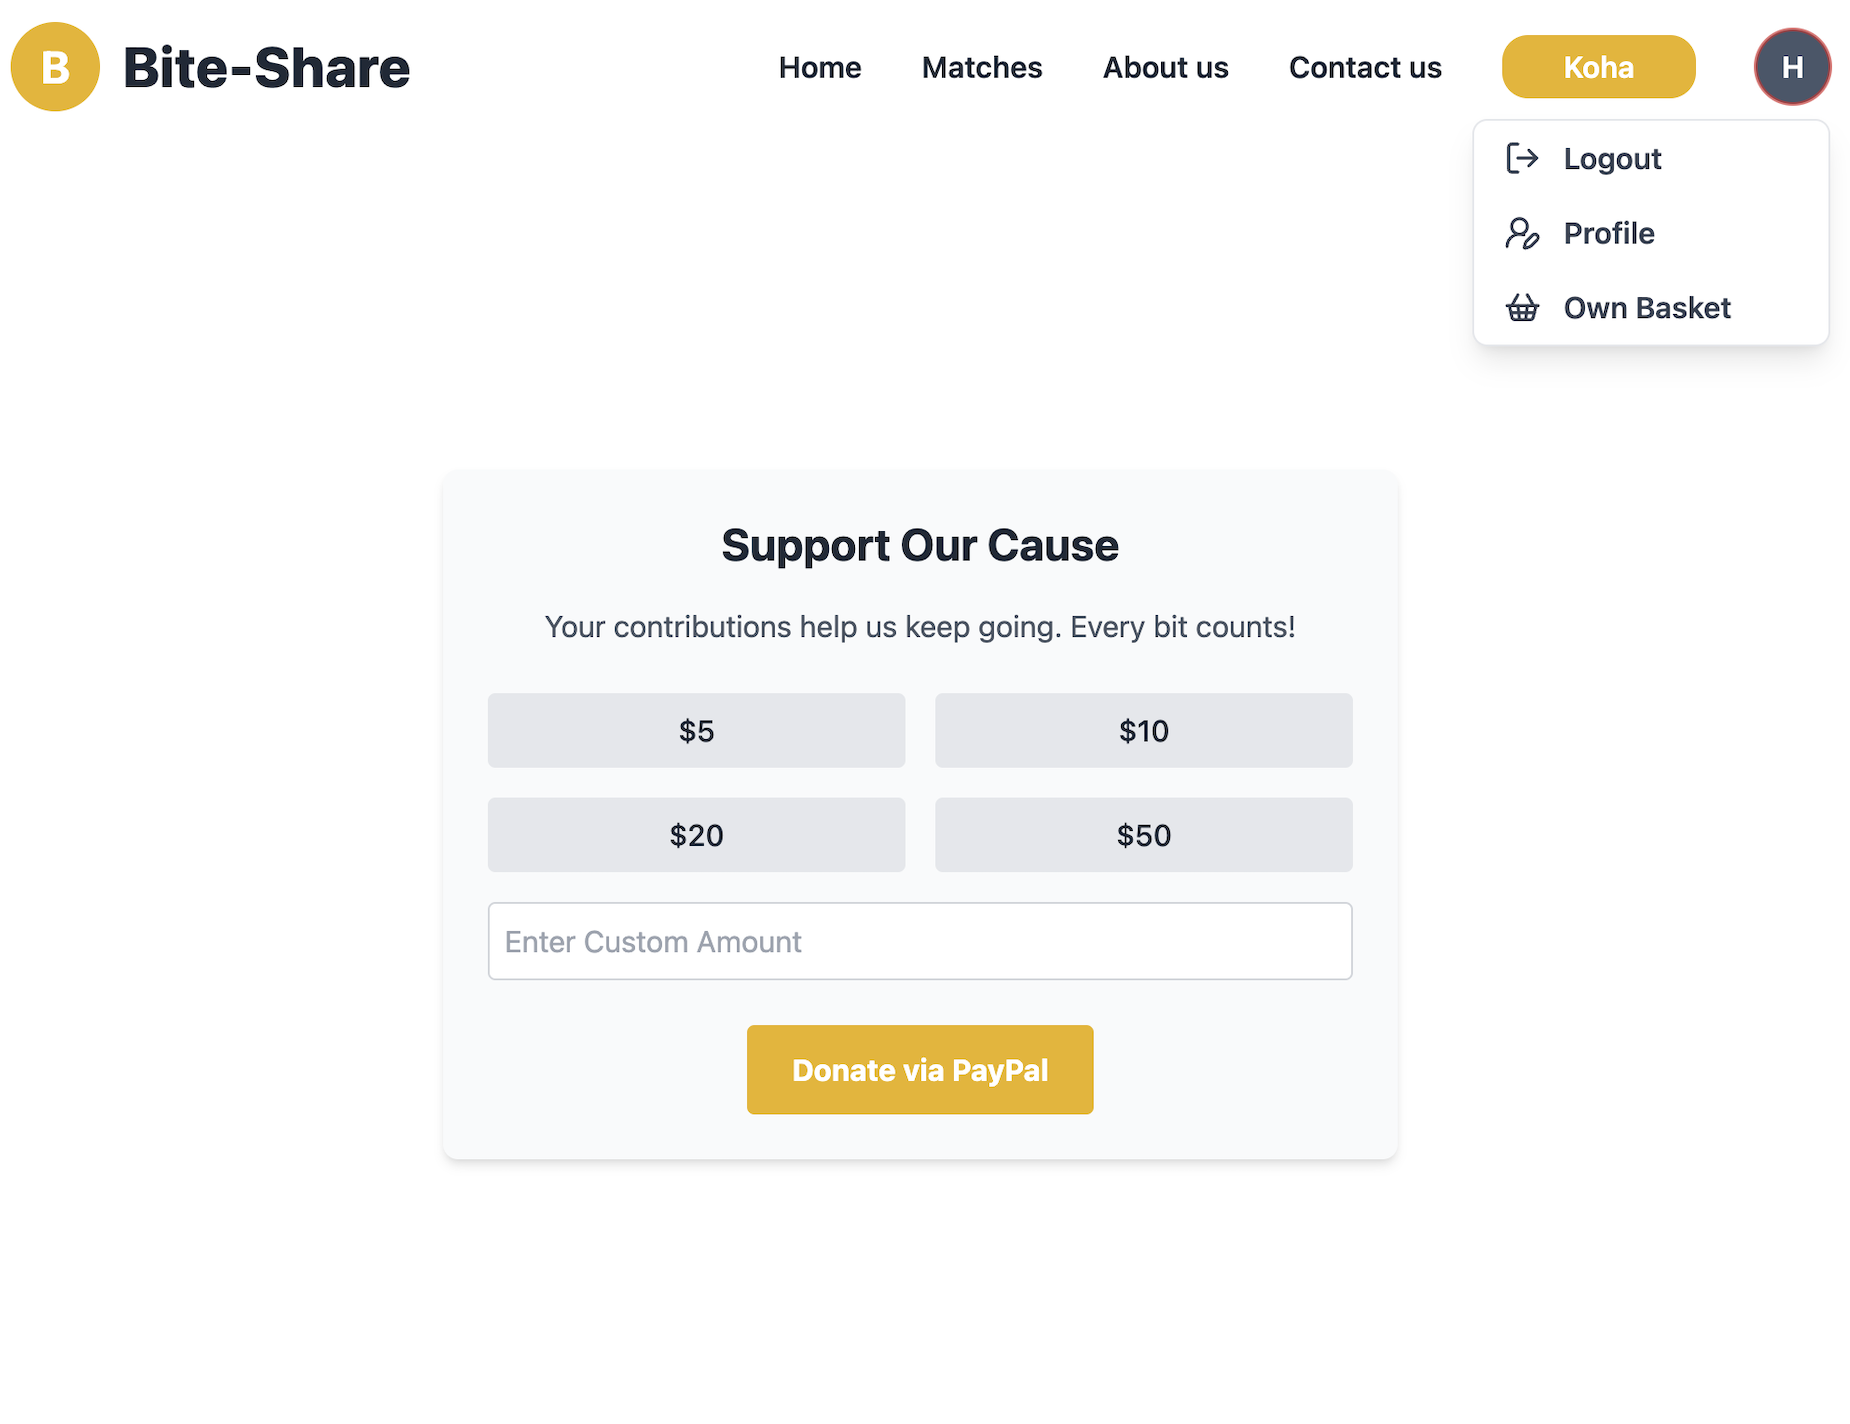 B Bite-Share Home Matches About us Contact us Koha H
Logout
Profile
Own Basket
Support Our Cause
Your contributions help us keep going. Every bit counts!
$5 $10
$20 $50
Enter Custom Amount
Donate via PayPal